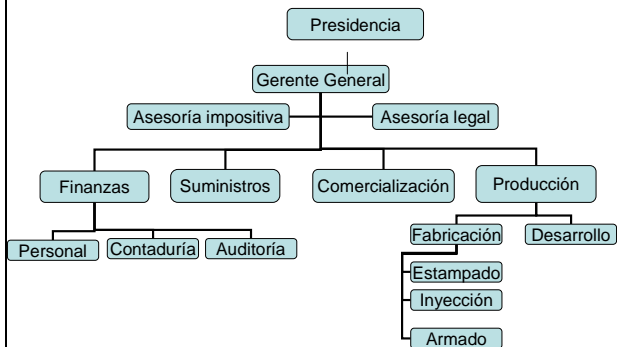 Presidencia
Gerente General
Asesoría impositiva
Asesoría legal
Finanzas
Suministros
Comercialización
Producción
Personal
Contaduría
Auditoría
Fabricación
Desarrollo
Estampado
Inyección
Armado